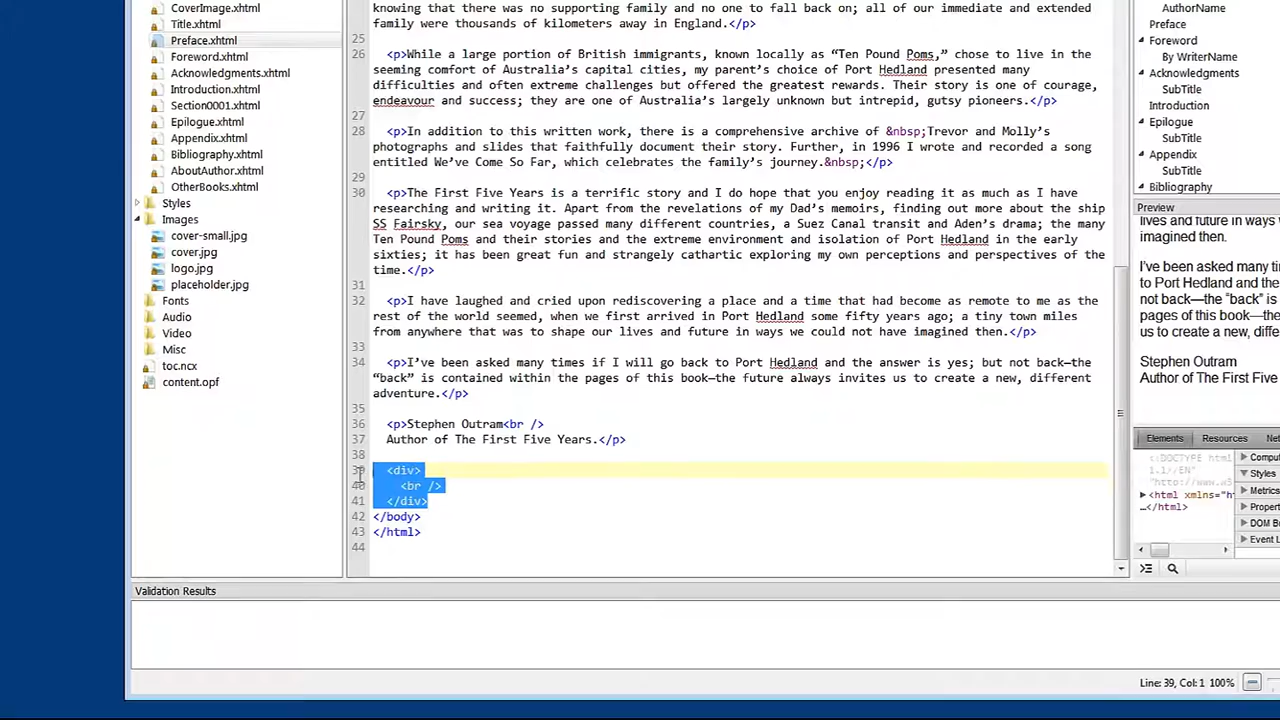 CoverImage.xhtml
Title.xhtml
Preface.xhtml
Foreword.xhtml
Acknowledgments.xhtml
Introduction.xhtml
Section0001.xhtml
Epilogue.xhtml
Appendix.xhtml
Bibliography.xhtml
AboutAuthor.xhtml
OtherBooks.xhtml
Styles
Images
cover-small.jpg
cover.jpg
logo.jpg
placeholder.jpg
Fonts
Audio
Video
Misc
toc.ncx
content.opf
knowing that there was no supporting family and no one to fall back on; all of our immediate and extended
family were thousands of kilometers away in England.</p>
25
26 <p>While a large portion of British immigrants, known locally as “Ten Pound Poms,” chose to live in the
seeming comfort of Australia’s capital cities, my parent’s choice of Port Hedland presented many
difficulties and often extreme challenges but offered the greatest rewards. Their story is one of courage,
endeavour and success; they are one of Australia’s largely unknown but intrepid, gutsy pioneers.</p>
27
28 <p>In addition to this written work, there is a comprehensive archive of &nbsp;Trevor and Molly’s
photographs and slides that faithfully document their story. Further, in 1996 I wrote and recorded a song
entitled We’ve Come So Far, which celebrates the family’s journey.&nbsp;</p>
29
30 <p>The First Five Years is a terrific story and I do hope that you enjoy reading it as much as I have
researching and writing it. Apart from the revelations of my Dad’s memoirs, finding out more about the ship
SS Fairsky, our sea voyage passed many different countries, a Suez Canal transit and Aden’s drama; the many
Ten Pound Poms and their stories and the extreme environment and isolation of Port Hedland in the early
sixties; it has been great fun and strangely cathartic exploring my own perceptions and perspectives of the
time.</p>
31
32 <p>I have laughed and cried upon rediscovering a place and a time that had become as remote to me as the
rest of the world seemed, when we first arrived in Port Hedland some fifty years ago; a tiny town miles
from anywhere that was to shape our lives and future in ways we could not have imagined then.</p>
33
34 <p>I’ve been asked many times if I will go back to Port Hedland and the answer is yes; but not back—the
“back” is contained within the pages of this book—the future always invites us to create a new, different
adventure.</p>
35
36 <p>Stephen Outram<br />
37 Author of The First Five Years.</p>
38
39 <div>
40 <br />
41 </div>
42 </body>
43 </html>
44
AuthorName
Preface
Foreword
By WriterName
Acknowledgments
SubTitle
Introduction
Epilogue
SubTitle
Appendix
SubTitle
Bibliography
Preview
lives and future in ways
imagined then.
I’ve been asked many tim
to Port Hedland and the
not back—the “back” is
pages of this book—the
us to create a new, diffe
Stephen Outram
Author of The First Five
Elements Resources Net
<!DOCTYPE html
1.1//EN"
"http://www.w3
<html xmlns="h
…</html>
Compu
Styles
Metrics
Proper
DOM B
Event L
Validation Results
Line: 39, Col: 1 100%